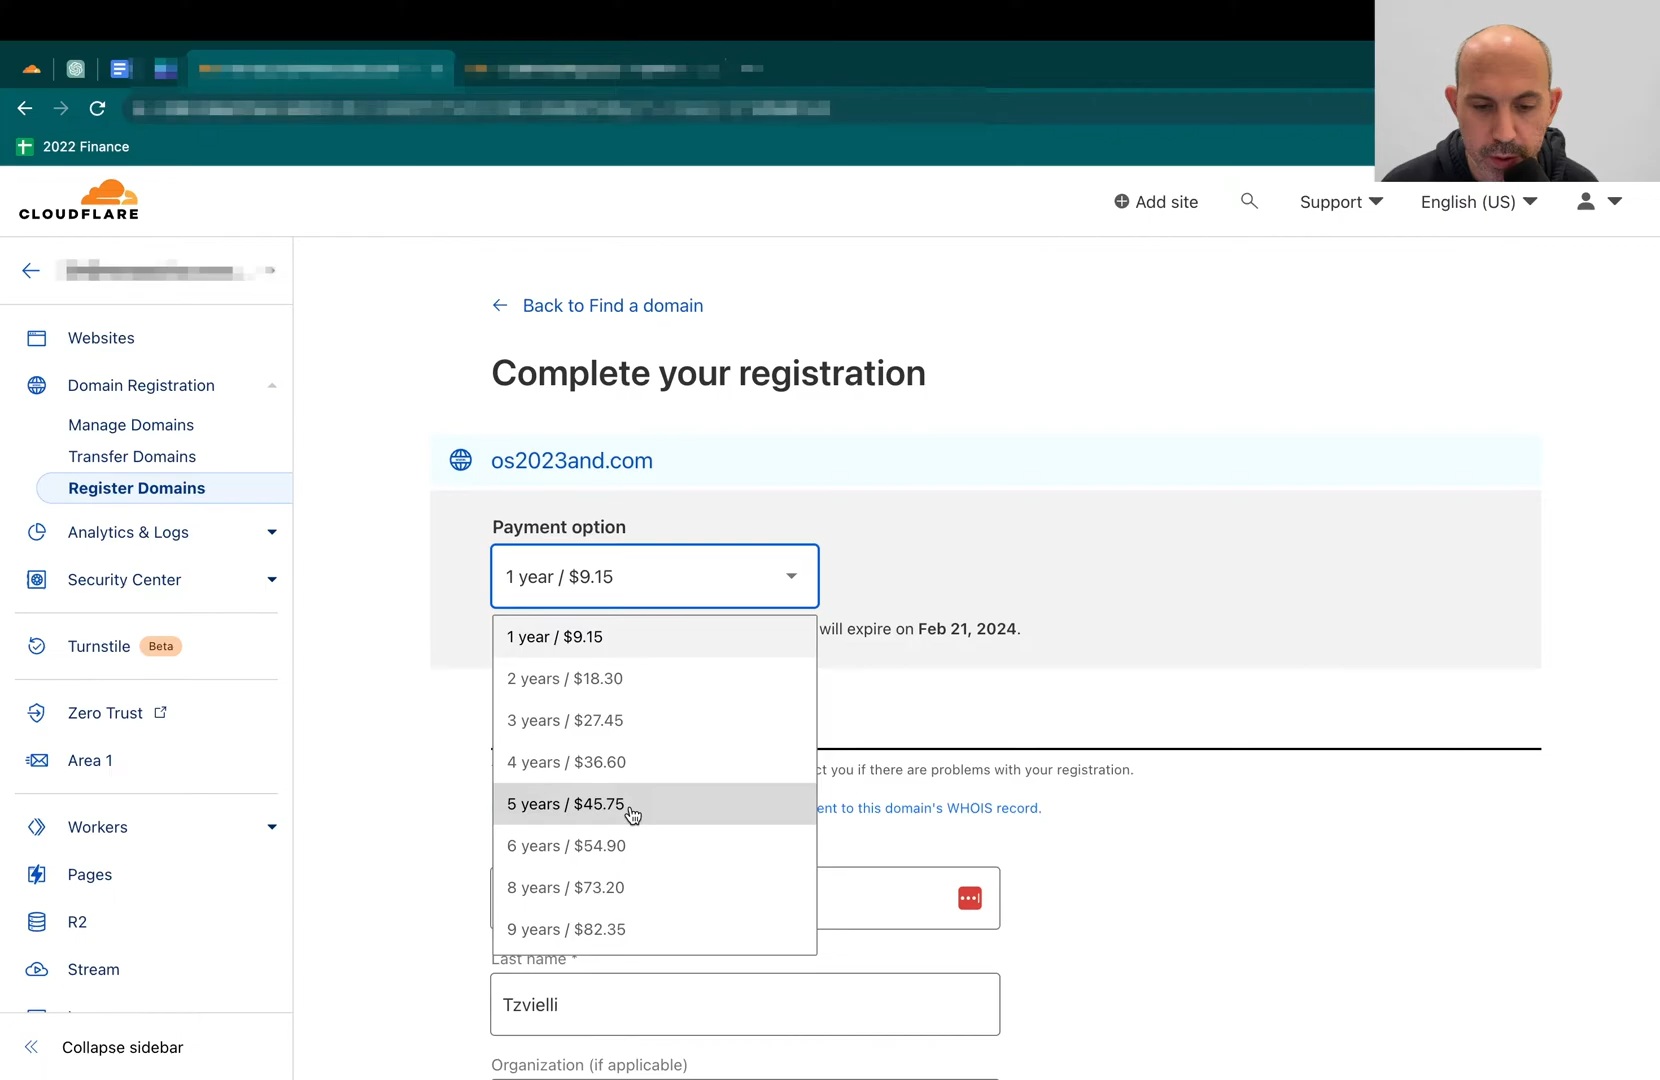 2022 Finance
CLOUDFLARE
Add site
Support
English (US)
Websites
Domain Registration
Manage Domains
Transfer Domains
Register Domains
Analytics & Logs
Security Center
Turnstile Beta
Zero Trust
Area 1
Workers
Pages
R2
Stream
Collapse sidebar
Back to Find a domain
Complete your registration
os2023and.com
Payment option
1 year / $9.15
will expire on Feb 21, 2024.
1 year / $9.15
2 years / $18.30
3 years / $27.45
4 years / $36.60
5 years / $45.75
6 years / $54.90
8 years / $73.20
9 years / $82.35
you if there are problems with your registration.
to this domain's WHOIS record.
Last name *
Tzvielli
Organization (if applicable)